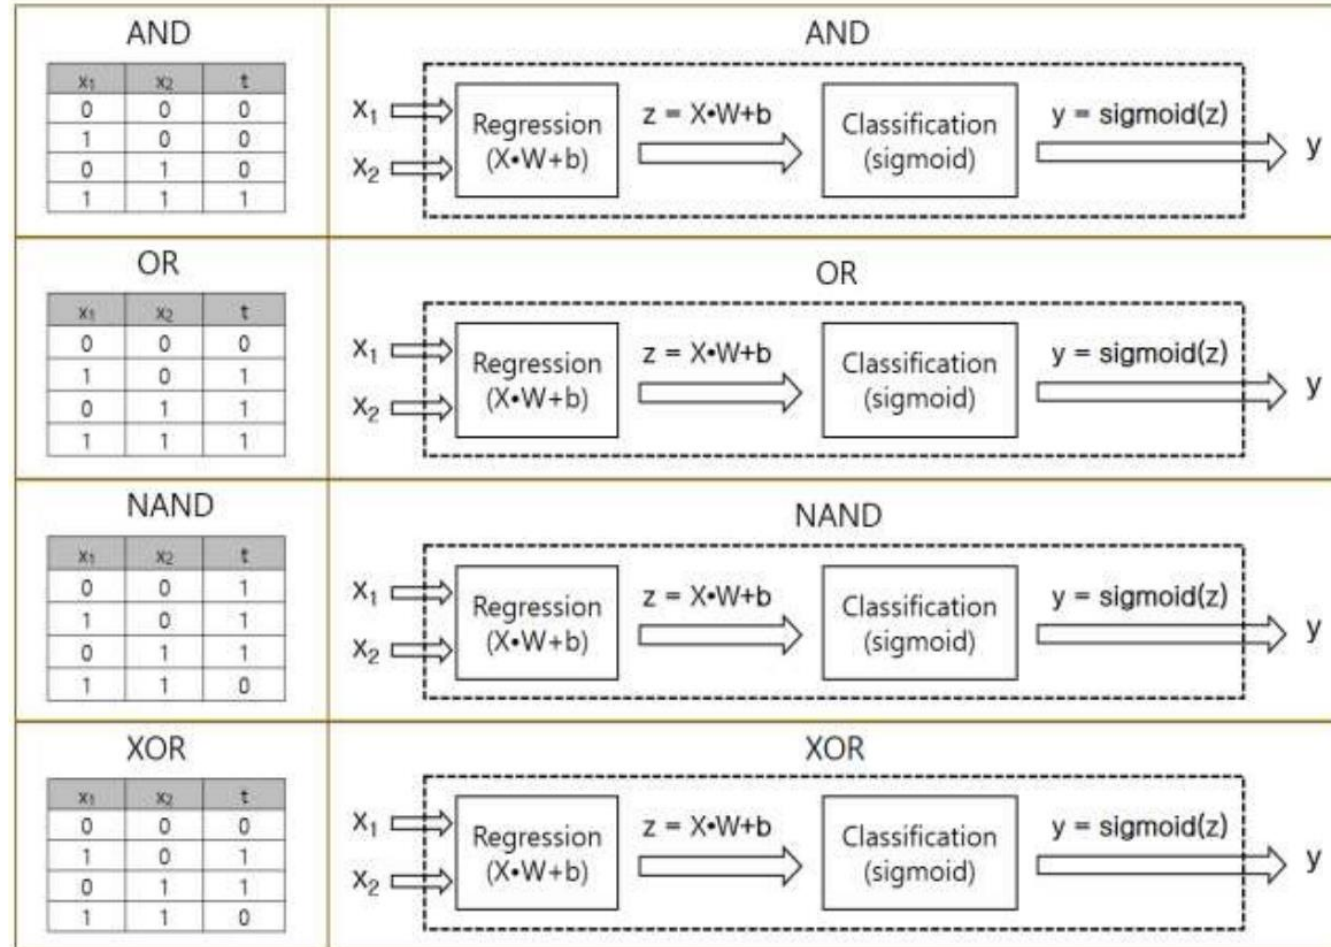 AND
x₁ x₂ t
0 0 0
1 0 0
0 1 0
1 1 1
AND
X₁
X₂
Regression
(X•W+b)
z = X•W+b
Classification
(sigmoid)
y = sigmoid(z)
y
OR
x₁ x₂ t
0 0 0
1 0 1
0 1 1
1 1 1
OR
X₁
X₂
Regression
(X•W+b)
z = X•W+b
Classification
(sigmoid)
y = sigmoid(z)
y
NAND
x₁ x₂ t
0 0 1
1 0 1
0 1 1
1 1 0
NAND
X₁
X₂
Regression
(X•W+b)
z = X•W+b
Classification
(sigmoid)
y = sigmoid(z)
y
XOR
x₁ x₂ t
0 0 0
1 0 1
0 1 1
1 1 0
XOR
X₁
X₂
Regression
(X•W+b)
z = X•W+b
Classification
(sigmoid)
y = sigmoid(z)
y